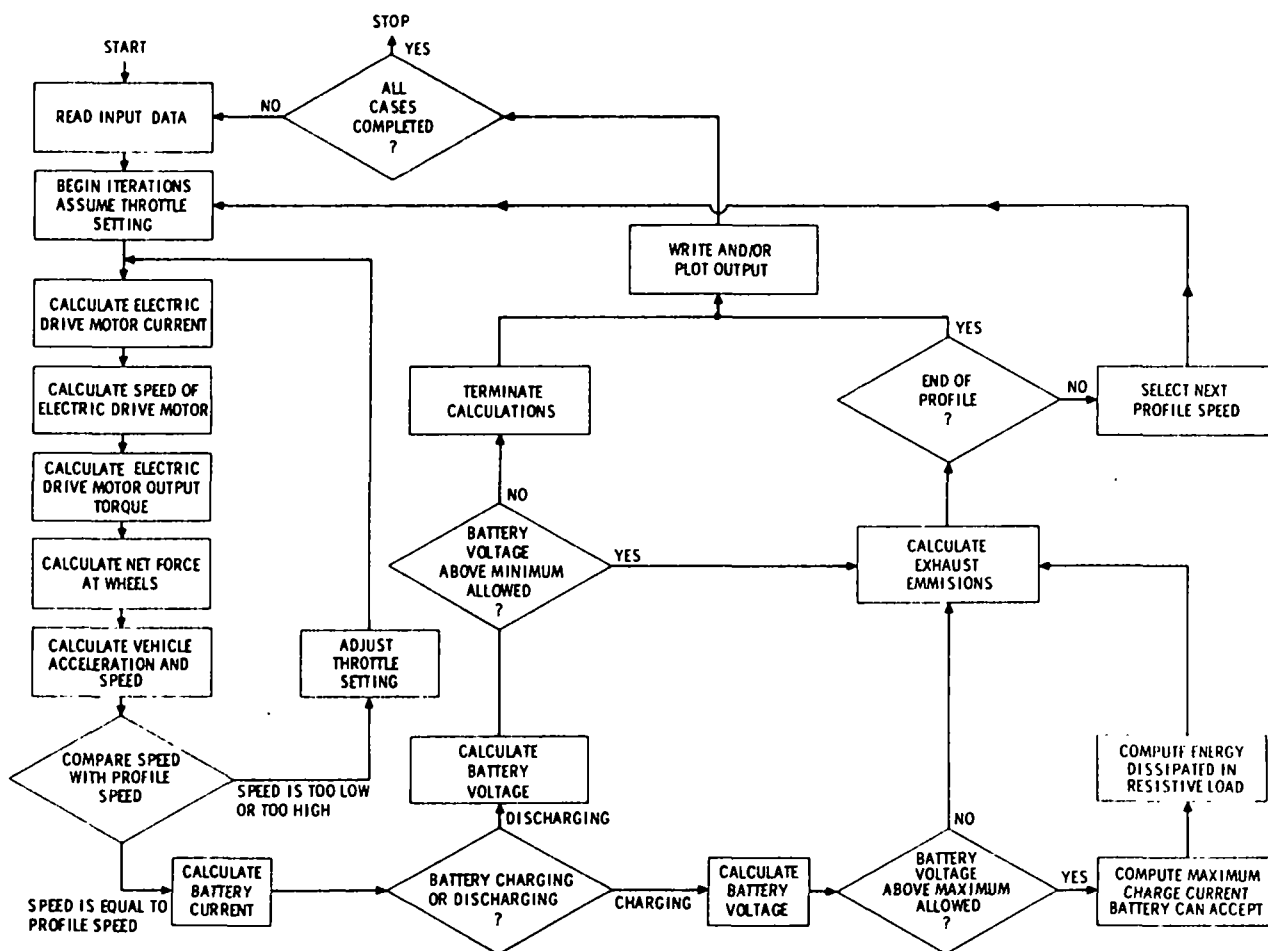 STOP
START
YES
READ INPUT DATA
NO
ALL
CASES
COMPLETED
?
BEGIN ITERATIONS
ASSUME THROTTLE
SETTING
WRITE AND/OR
PLOT OUTPUT
CALCULATE ELECTRIC
DRIVE MOTOR CURRENT
CALCULATE SPEED OF
ELECTRIC DRIVE MOTOR
CALCULATE ELECTRIC
DRIVE MOTOR OUTPUT
TORQUE
CALCULATE NET FORCE
AT WHEELS
CALCULATE VEHICLE
ACCELERATION AND
SPEED
COMPARE SPEED
WITH PROFILE
SPEED
SPEED IS TOO LOW
OR TOO HIGH
ADJUST
THROTTLE
SETTING
SPEED IS EQUAL TO
PROFILE SPEED
CALCULATE
BATTERY
CURRENT
BATTERY CHARGING
OR DISCHARGING
?
DISCHARGING
CALCULATE
BATTERY
VOLTAGE
BATTERY
VOLTAGE
ABOVE MINIMUM
ALLOWED
?
NO
YES
TERMINATE
CALCULATIONS
CHARGING
CALCULATE
BATTERY
VOLTAGE
BATTERY
VOLTAGE
ABOVE MAXIMUM
ALLOWED
?
NO
YES
COMPUTE MAXIMUM
CHARGE CURRENT
BATTERY CAN ACCEPT
COMPUTE ENERGY
DISSIPATED IN
RESISTIVE LOAD
CALCULATE
EXHAUST
EMMISIONS
END OF
PROFILE
?
YES
NO
SELECT NEXT
PROFILE SPEED